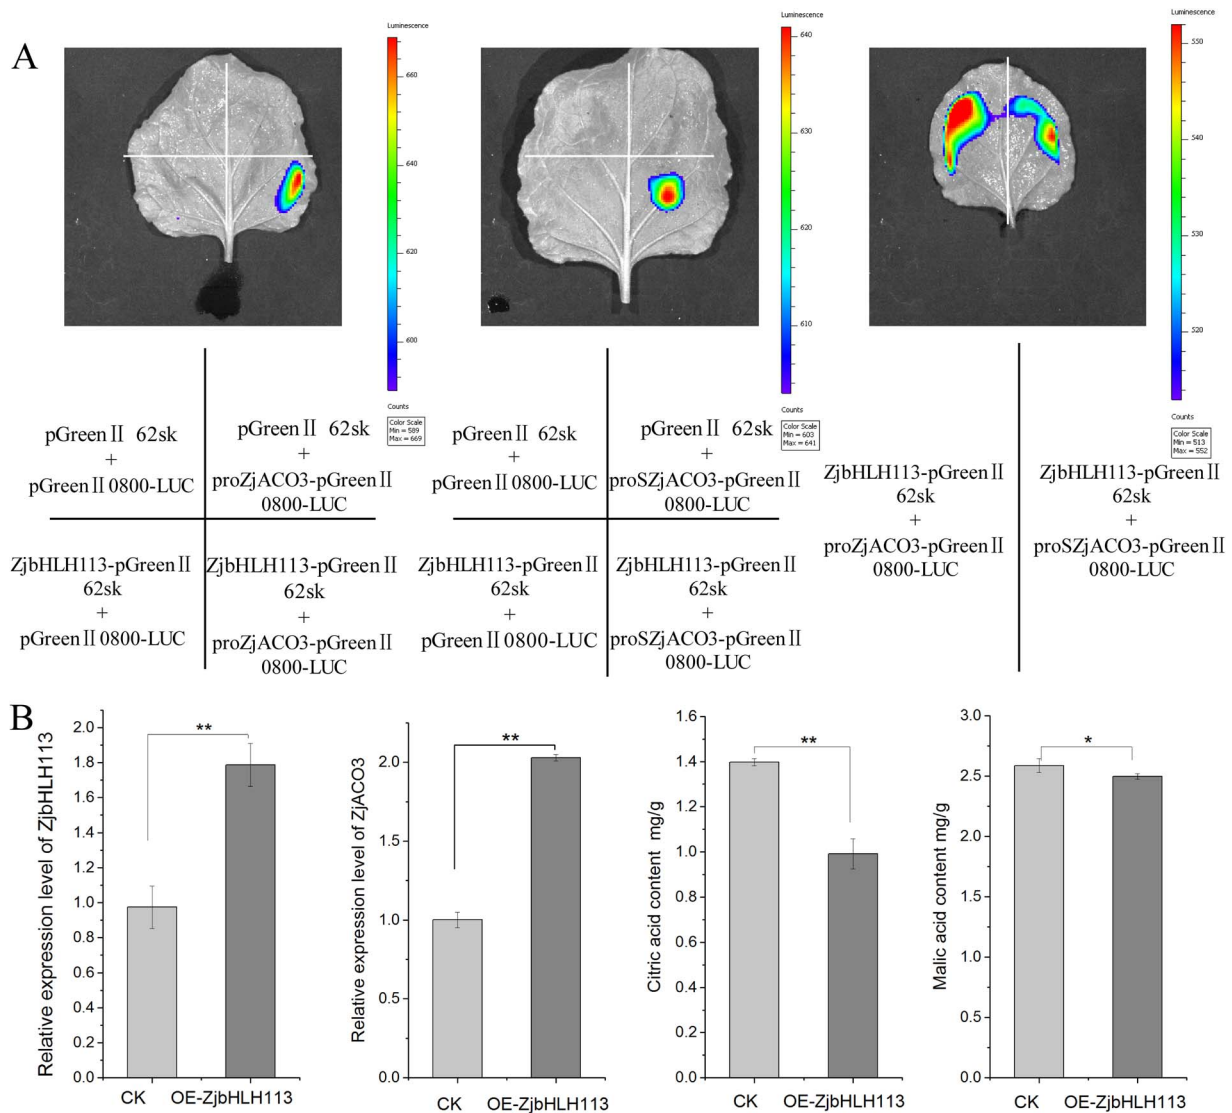 A
Luminescence
660
640
620
600
Counts
Color Scale
Min = 589
Max = 669
Luminescence
640
630
620
610
Counts
Color Scale
Min = 603
Max = 641
Luminescence
550
540
530
520
Counts
Color Scale
Min = 513
Max = 552
pGreenⅡ 62sk
+
pGreenⅡ0800-LUC
pGreenⅡ 62sk
+
proZjACO3-pGreenⅡ
0800-LUC
ZjbHLH113-pGreenⅡ
62sk
+
pGreenⅡ0800-LUC
ZjbHLH113-pGreenⅡ
62sk
+
proZjACO3-pGreenⅡ
0800-LUC
pGreenⅡ 62sk
+
pGreenⅡ0800-LUC
pGreenⅡ 62sk
+
proSZjACO3-pGreenⅡ
0800-LUC
ZjbHLH113-pGreenⅡ
62sk
+
pGreenⅡ0800-LUC
ZjbHLH113-pGreenⅡ
62sk
+
proSZjACO3-pGreenⅡ
0800-LUC
ZjbHLH113-pGreenⅡ
62sk
+
proZjACO3-pGreenⅡ
0800-LUC
ZjbHLH113-pGreenⅡ
62sk
+
proSZjACO3-pGreenⅡ
0800-LUC
B
Relative expression level of ZjbHLH113
2.0
1.8
1.6
1.4
1.2
1.0
0.8
0.6
0.4
0.2
0.0
**
CK
OE-ZjbHLH113
Relative expression level of ZjACO3
2.0
1.5
1.0
0.5
0.0
**
CK
OE-ZjbHLH113
Citric acid content mg/g
1.6
1.4
1.2
1.0
0.8
0.6
0.4
0.2
0.0
**
CK
OE-ZjbHLH113
Malic acid content mg/g
3.0
2.5
2.0
1.5
1.0
0.5
0.0
*
CK
OE-ZjbHLH113